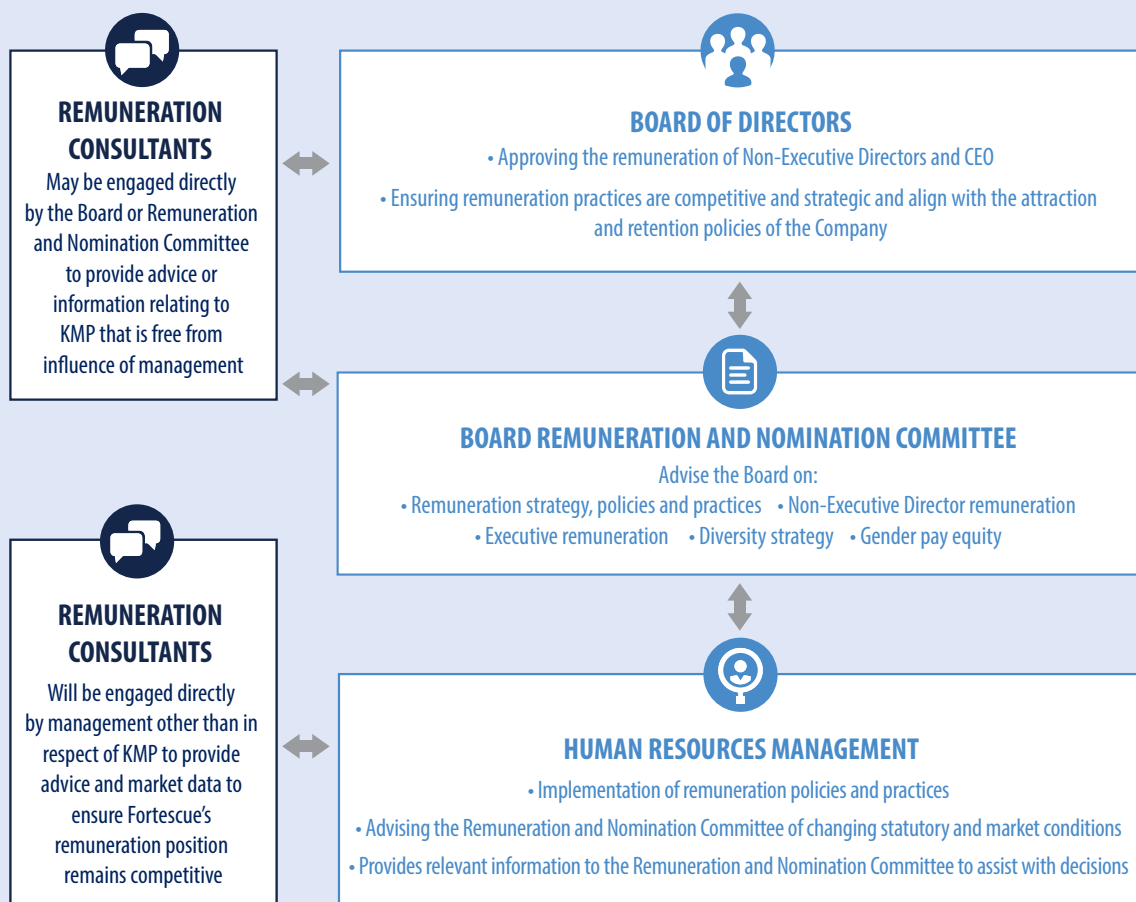 REMUNERATION
CONSULTANTS
May be engaged directly
by the Board or Remuneration
and Nomination Committee
to provide advice or
information relating to
KMP that is free from
influence of management
BOARD OF DIRECTORS
• Approving the remuneration of Non-Executive Directors and CEO
• Ensuring remuneration practices are competitive and strategic and align with the attraction
and retention policies of the Company
BOARD REMUNERATION AND NOMINATION COMMITTEE
Advise the Board on:
• Remuneration strategy, policies and practices • Non-Executive Director remuneration
• Executive remuneration • Diversity strategy • Gender pay equity
REMUNERATION
CONSULTANTS
Will be engaged directly
by management other than in
respect of KMP to provide
advice and market data to
ensure Fortescue's
remuneration position
remains competitive
HUMAN RESOURCES MANAGEMENT
• Implementation of remuneration policies and practices
• Advising the Remuneration and Nomination Committee of changing statutory and market conditions
• Provides relevant information to the Remuneration and Nomination Committee to assist with decisions